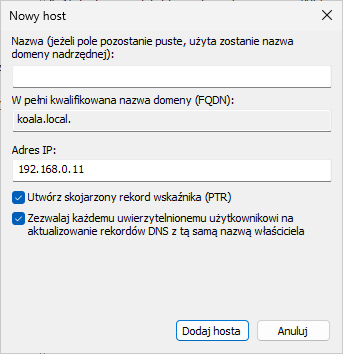 Nowy host
Nazwa (jeżeli pole pozostanie puste, użyta zostanie nazwa
domeny nadrzędnej):
W pełni kwalifikowana nazwa domeny (FQDN):
koala.local.
Adres IP:
192.168.0.11
Utwórz skojarzony rekord wskaźnika (PTR)
Zezwalaj każdemu uwierzytelnionemu użytkownikowi na
aktualizowanie rekordów DNS z tą samą nazwą właściciela
Dodaj hosta
Anuluj